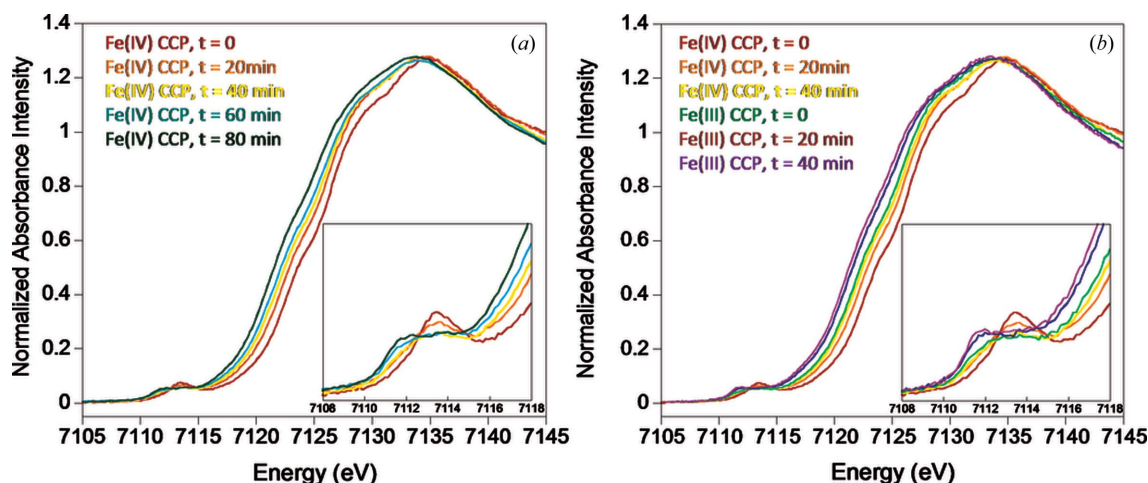 (a)
Fe(IV) CCP, t = 0
Fe(IV) CCP, t = 20min
Fe(IV) CCP, t = 40 min
Fe(IV) CCP, t = 60 min
Fe(IV) CCP, t = 80 min
Normalized Absorbance Intensity
1.4
1.2
1
0.8
0.6
0.4
0.2
0
7108 7110 7112 7114 7116 7118
7105 7110 7115 7120 7125 7130 7135 7140 7145
Energy (eV)
(b)
Fe(IV) CCP, t = 0
Fe(IV) CCP, t = 20min
Fe(IV) CCP, t = 40 min
Fe(III) CCP, t = 0
Fe(III) CCP, t = 20 min
Fe(III) CCP, t = 40 min
Normalized Absorbance Intensity
1.4
1.2
1
0.8
0.6
0.4
0.2
0
7108 7110 7112 7114 7116 7118
7105 7110 7115 7120 7125 7130 7135 7140 7145
Energy (eV)